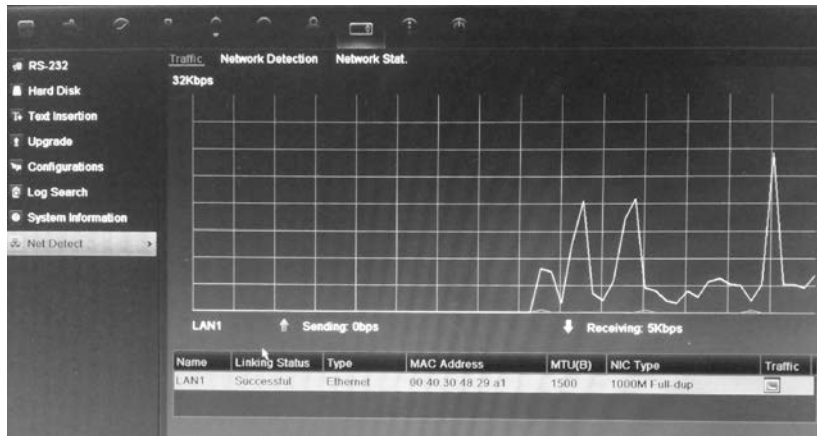 Traffic Network Detection Network Stat.
32Kbps
RS-232
Hard Disk
Text Insertion
Upgrade
Configurations
Log Search
System Information
Net Detect
LAN1 Sending: 0bps Receiving: 5Kbps
Name Linking Status Type MAC Address MTU(B) NIC Type Traffic
LAN1 Successful Ethernet 00 40 30 48 29 a1 1500 1000M Full-dup